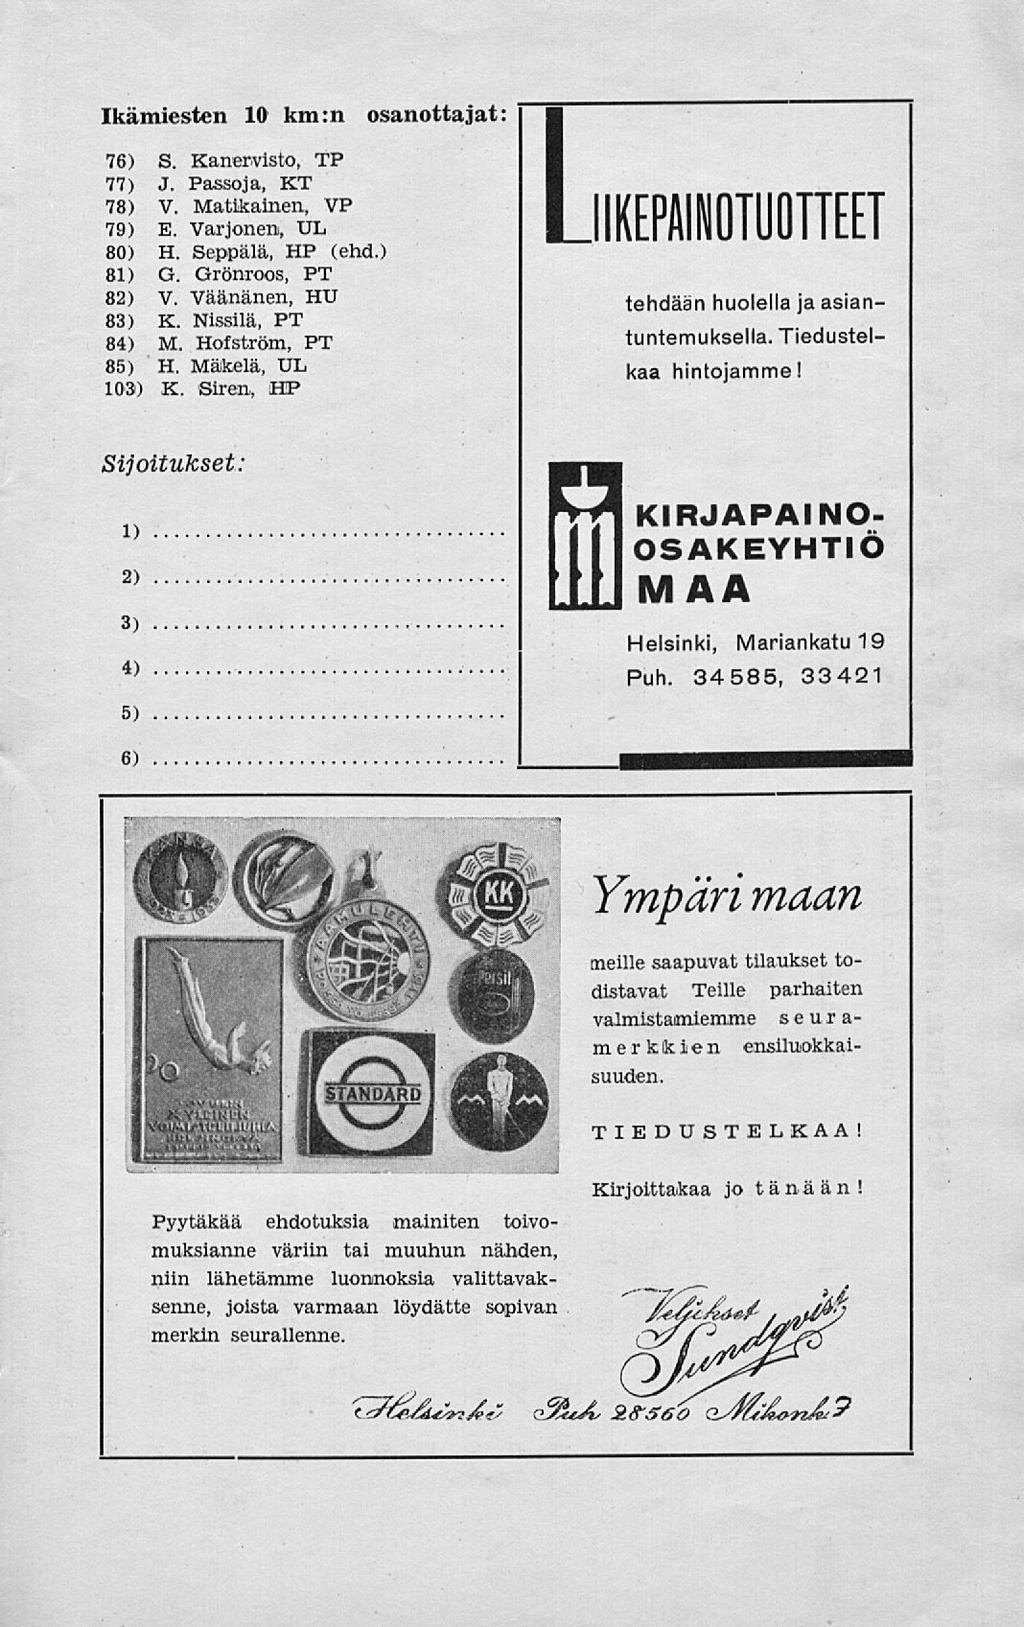 Ikämiesten 10 km:n osanottajat:
76) S. Kanervisto, TP
77) J. Passoja, KT
78) V. Matikainen, VP
79) E. Varjonen, UL
80) H. Seppälä, HP (ehd.)
81) G. Grönroos, PT
82) V. Väänänen, HU
83) K. Nissilä, PT
84) M. Hofström, PT
85) H. Mäkelä, UL
103) K. Siren, HP
Sijoitukset:
1) ..................................
2) ..................................
3) ..................................
4) ..................................
5) ..................................
6) ..................................
LIIKEPAINOTUOTTEET
tehdään huolella ja asian-
tuntemuksella. Tiedustel-
kaa hintojamme!
KIRJAPAINO-
OSAKEYHTIÖ
MAA
Helsinki, Mariankatu 19
Puh. 34585, 33421
KANSA
AAMULEHTI
KK
Persil
STANDARD
Ympäri maan
meille saapuvat tilaukset to-
distavat Teille parhaiten
valmistamiemme seura-
merkkien ensiluokkai-
suuden.
TIEDUSTELKAA!
Kirjoittakaa jo tänään!
Pyytäkää ehdotuksia mainiten toivo-
muksianne väriin tai muuhun nähden,
niin lähetämme luonnoksia valittavak-
senne, joista varmaan löydätte sopivan
merkin seurallenne.
Veljekset
Sundqvist
Helsinki Puh 28560 Mikonk. 7